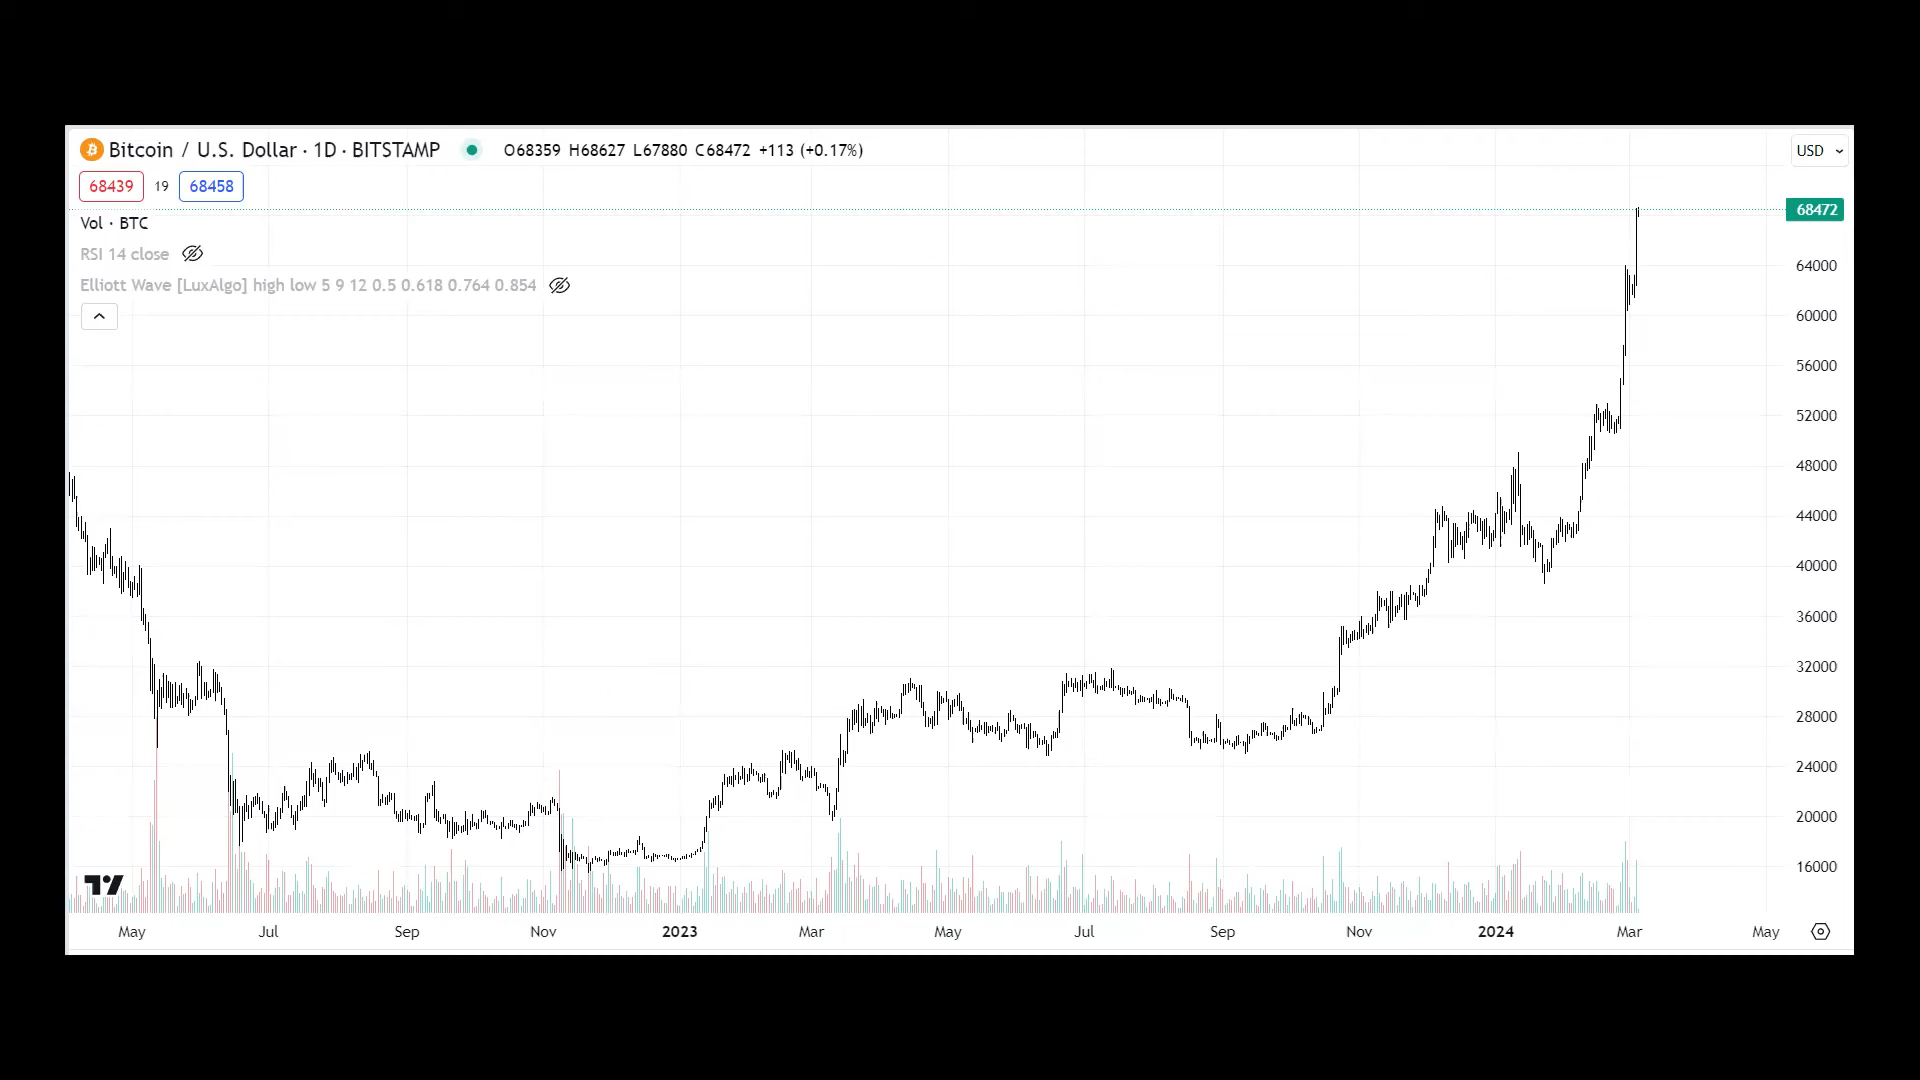 Bitcoin / U.S. Dollar · 1D · BITSTAMP O68359 H68627 L67880 C68472 +113 (+0.17%)
USD
68439 19 68458
Vol · BTC
68472
RSI 14 close
Elliott Wave [LuxAlgo] high low 5 9 12 0.5 0.618 0.764 0.854
64000
60000
56000
52000
48000
44000
40000
36000
32000
28000
24000
20000
16000
May Jul Sep Nov 2023 Mar May Jul Sep Nov 2024 Mar May